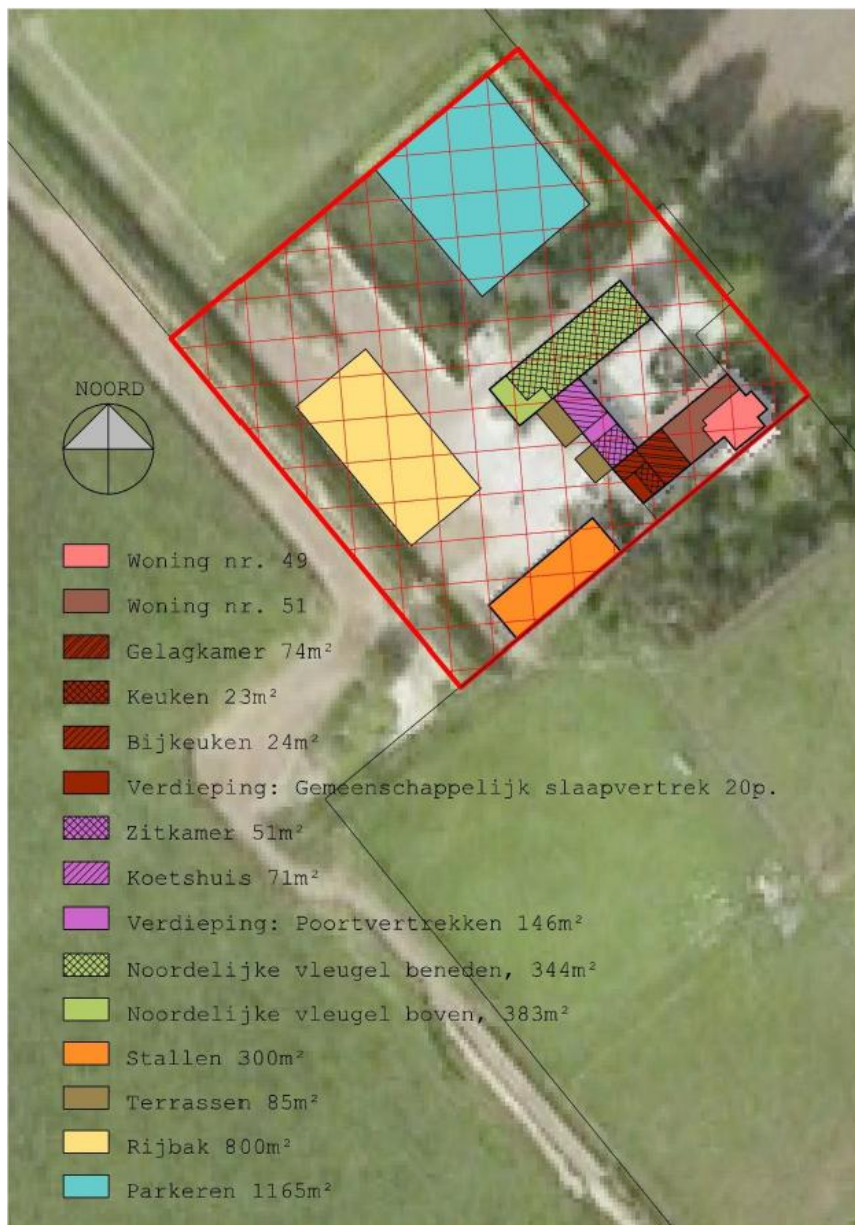 NOORD
Woning nr. 49
Woning nr. 51
Gelagkamer 74m²
Keuken 23m²
Bijkeuken 24m²
Verdieping: Gemeenschappelijk slaapvertrek 20p.
Zitkamer 51m²
Koetshuis 71m²
Verdieping: Poortvertrekken 146m²
Noordelijke vleugel beneden, 344m²
Noordelijke vleugel boven, 383m²
Stallen 300m²
Terrassen 85m²
Rijbak 800m²
Parkeren 1165m²